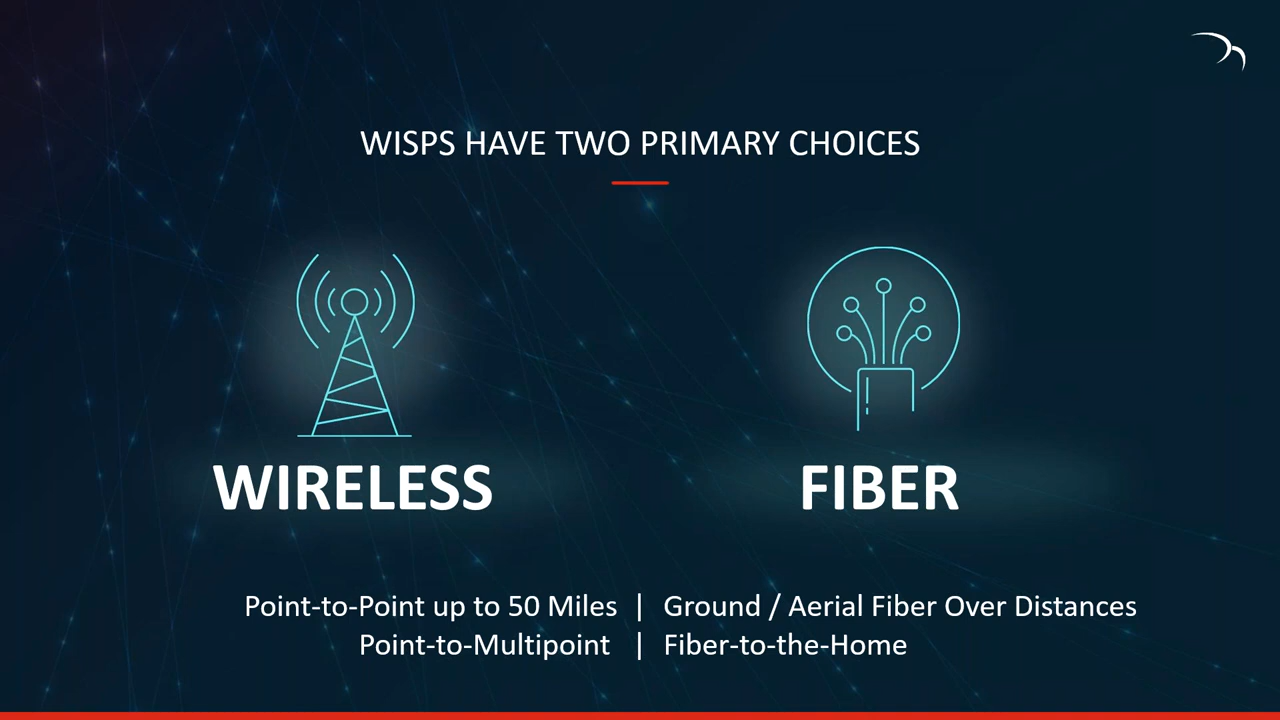 WISPS HAVE TWO PRIMARY CHOICES
WIRELESS
FIBER
Point-to-Point up to 50 Miles | Ground / Aerial Fiber Over Distances
Point-to-Multipoint | Fiber-to-the-Home